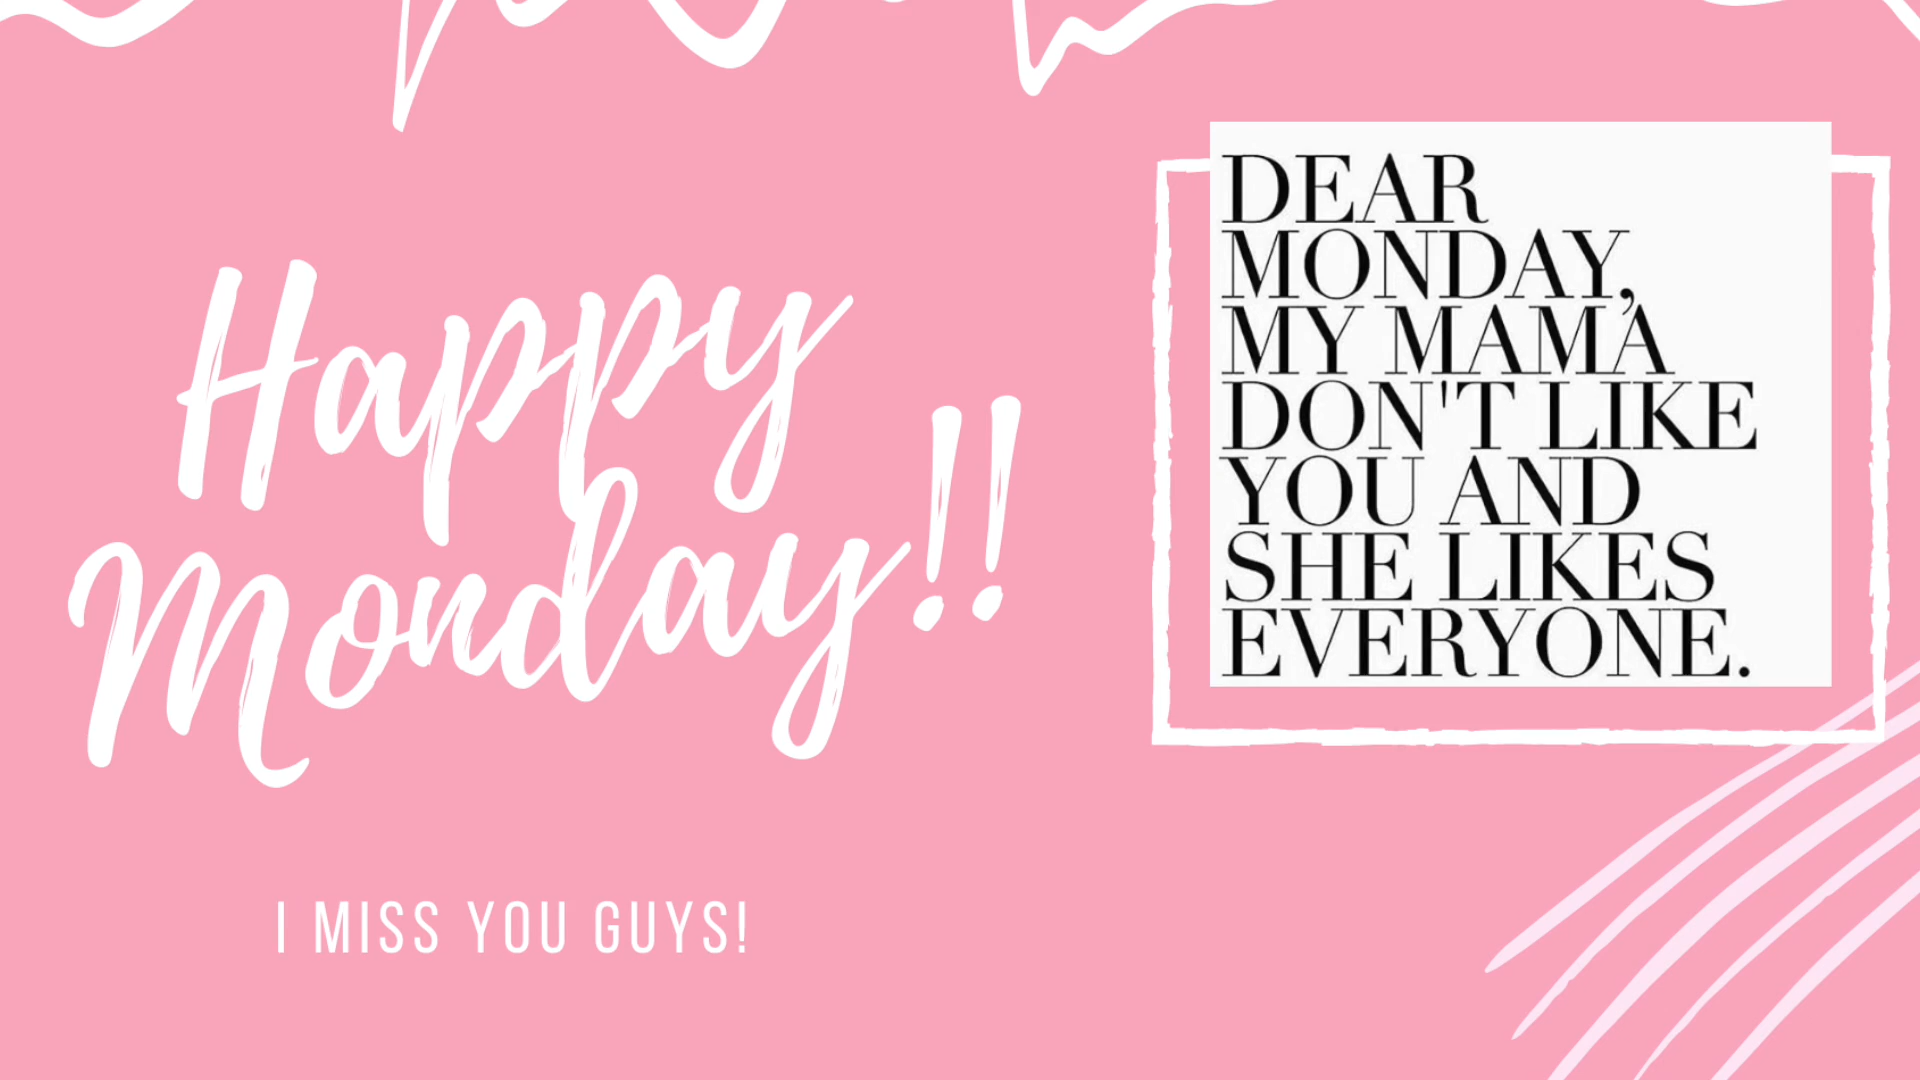 Happy
Monday!!
I MISS YOU GUYS!
DEAR
MONDAY,
MY MAMA
DON'T LIKE
YOU AND
SHE LIKES
EVERYONE.